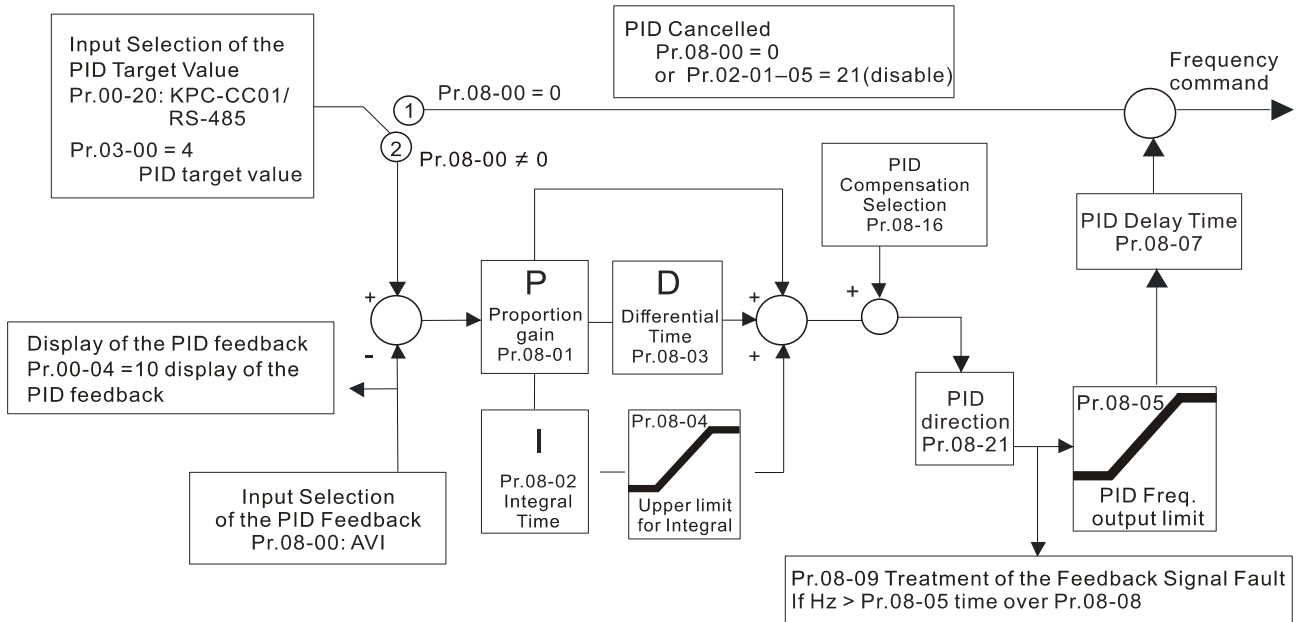 Input Selection of the
PID Target Value
Pr.00-20: KPC-CC01/
RS-485
Pr.03-00 = 4
PID target value
1
Pr.08-00 = 0
2
Pr.08-00 ≠ 0
PID Cancelled
Pr.08-00 = 0
or Pr.02-01–05 = 21(disable)
Frequency
command
PID
Compensation
Selection
Pr.08-16
PID Delay Time
Pr.08-07
+
-
P
Proportion
gain
Pr.08-01
D
Differential
Time
Pr.08-03
+
+
+
Display of the PID feedback
Pr.00-04 =10 display of the
PID feedback
I
Pr.08-02
Integral
Time
Pr.08-04
Upper limit
for Integral
PID
direction
Pr.08-21
Pr.08-05
PID Freq.
output limit
Input Selection
of the PID Feedback
Pr.08-00: AVI
Pr.08-09 Treatment of the Feedback Signal Fault
If Hz > Pr.08-05 time over Pr.08-08